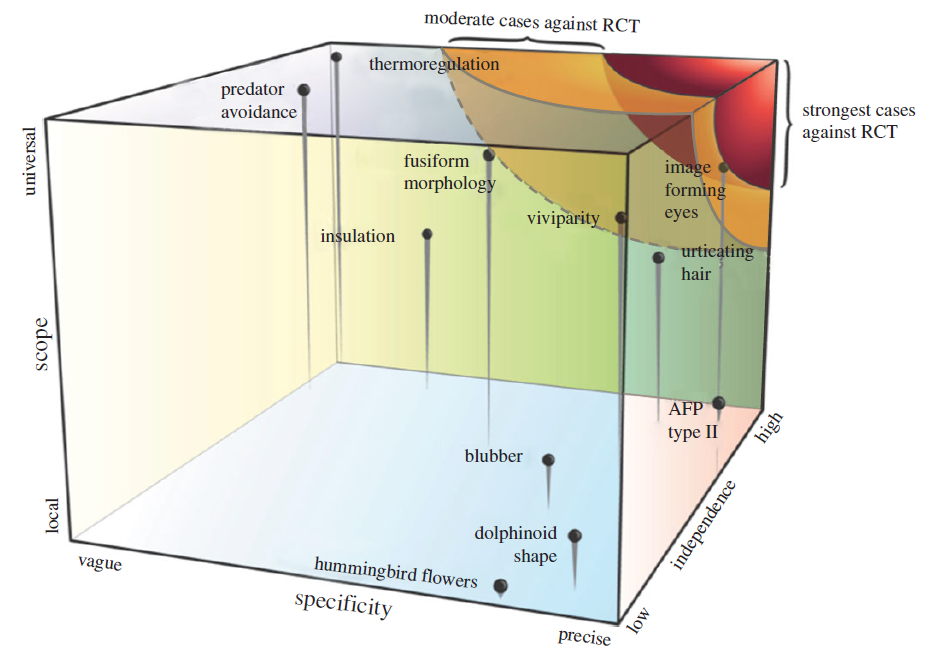 moderate cases against RCT
thermoregulation
predator
avoidance
strongest cases
against RCT
universal
fusiform
morphology
image
forming
eyes
viviparity
insulation
urticating
hair
scope
AFP
type II
high
blubber
local
independence
dolphinoid
shape
vague
hummingbird flowers
specificity
precise
low